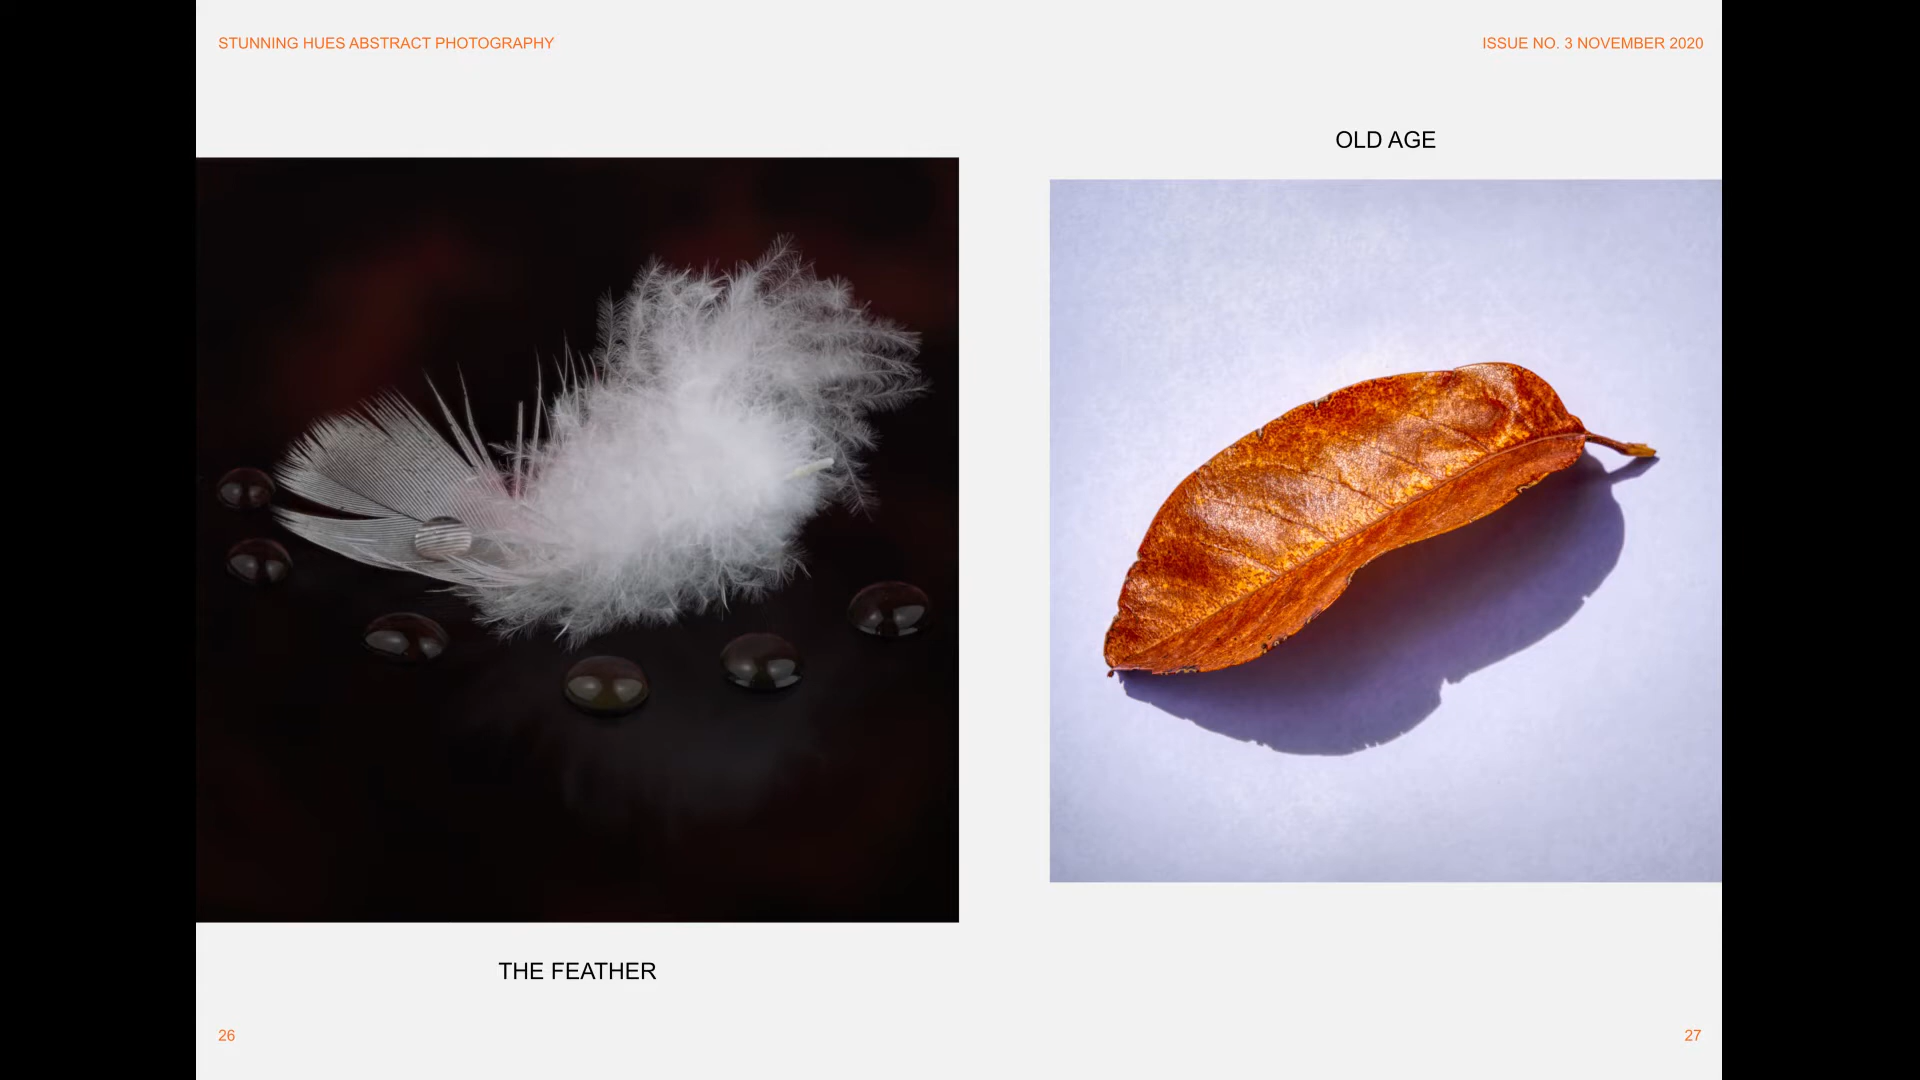 STUNNING HUES ABSTRACT PHOTOGRAPHY
ISSUE NO. 3 NOVEMBER 2020
OLD AGE
THE FEATHER
26
27